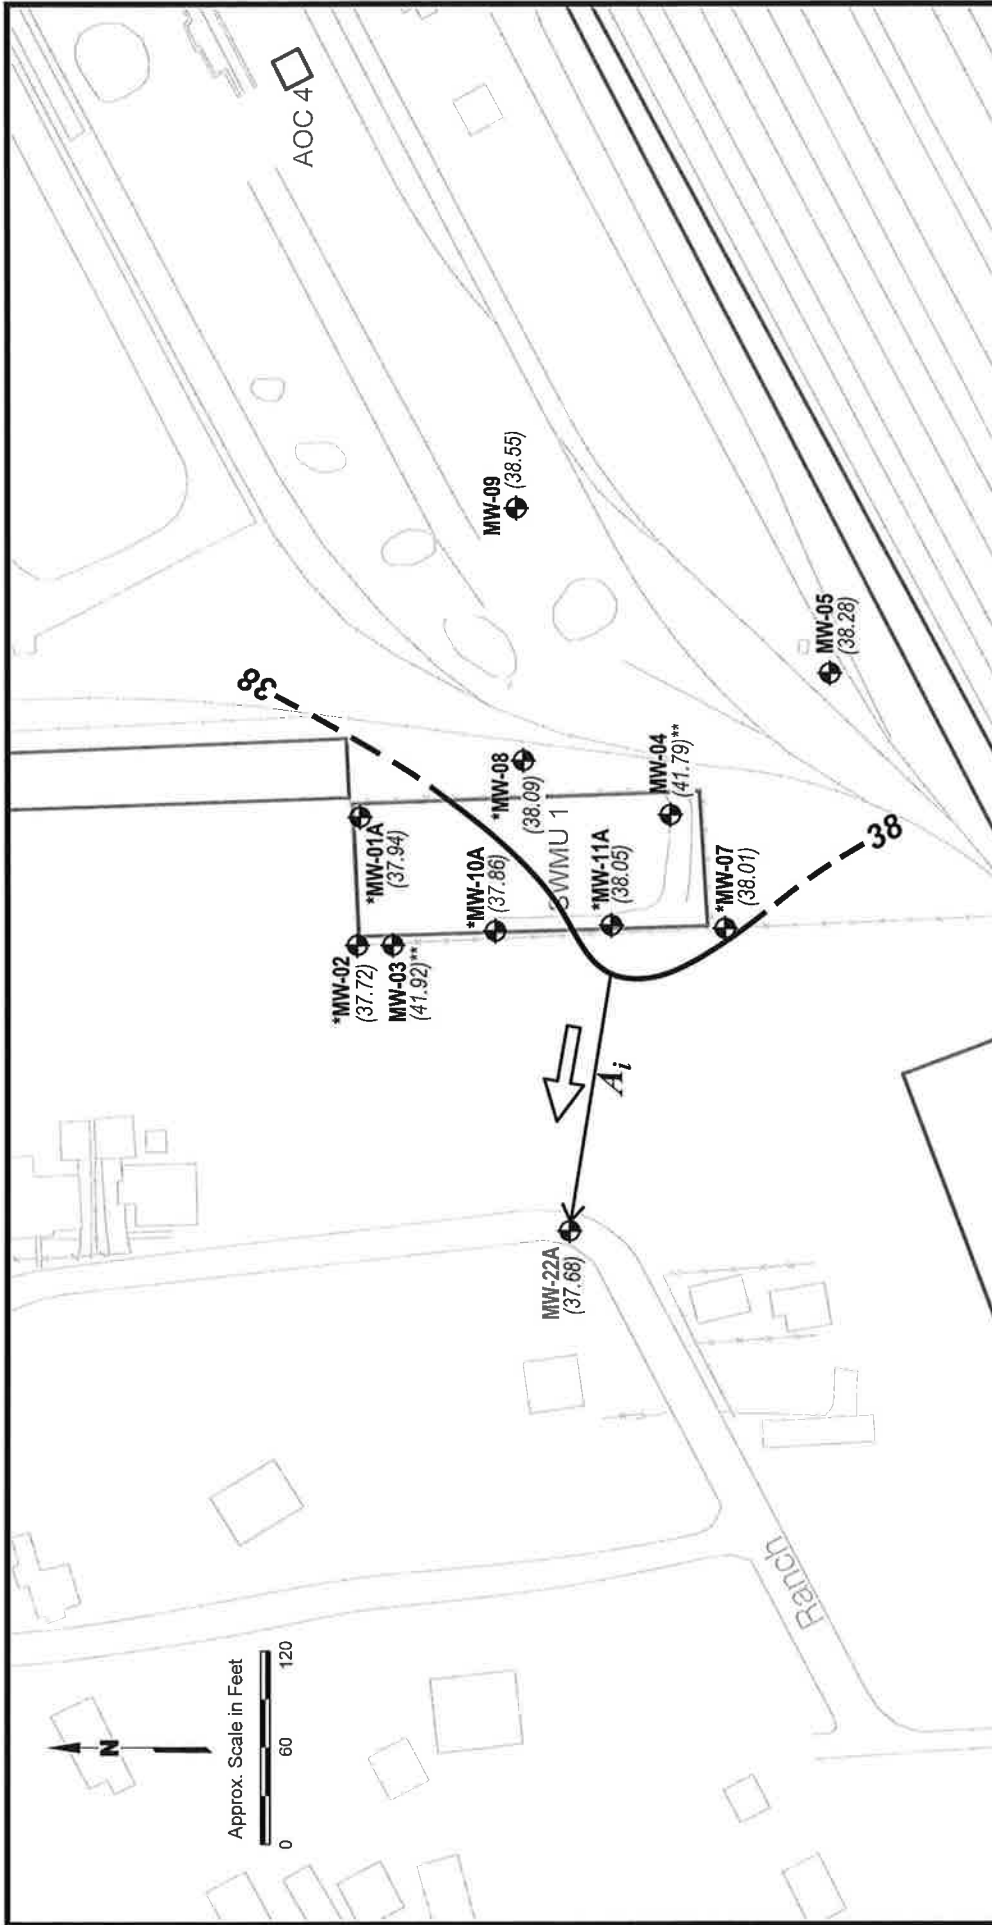 AOC 4
MW-09
(38.55)
MW-05
(38.28)
38
*MW-08
(38.09)
MW-04
(41.79)**
*MW-01A
(37.94)
SWMU 1
*MW-10A
(37.86)
*MW-11A
(38.05)
*MW-07
(38.01)
38
*MW-02
(37.72)
MW-03
(41.92)**
Ai
MW-22A
(37.68)
Ranch
N
Approx. Scale in Feet
0 60 120